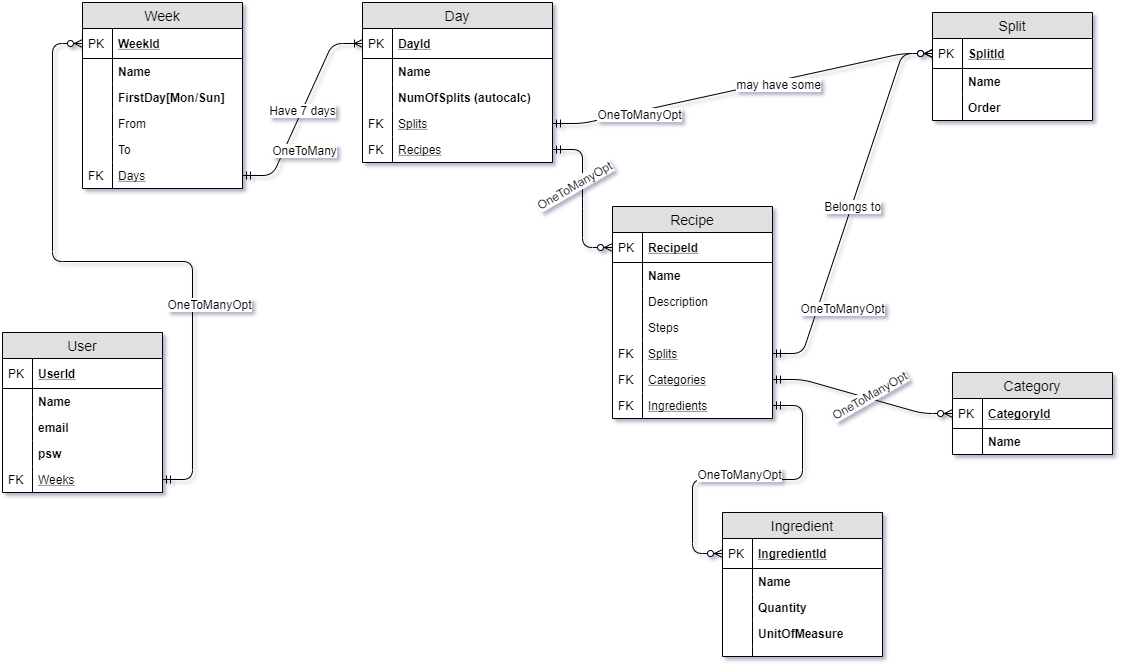 Week
PK WeekId
Name
FirstDay[Mon/Sun]
From
To
FK Days
Have 7 days
OneToMany
Day
PK DayId
Name
NumOfSplits (autocalc)
FK Splits
FK Recipes
OneToManyOpt
may have some
OneToManyOpt
Split
PK SplitId
Name
Order
Belongs to
OneToManyOpt
Recipe
PK RecipeId
Name
Description
Steps
FK Splits
FK Categories
FK Ingredients
OneToManyOpt
User
PK UserId
Name
email
psw
FK Weeks
OneToManyOpt
Category
PK CategoryId
Name
OneToManyOpt
Ingredient
PK IngredientId
Name
Quantity
UnitOfMeasure